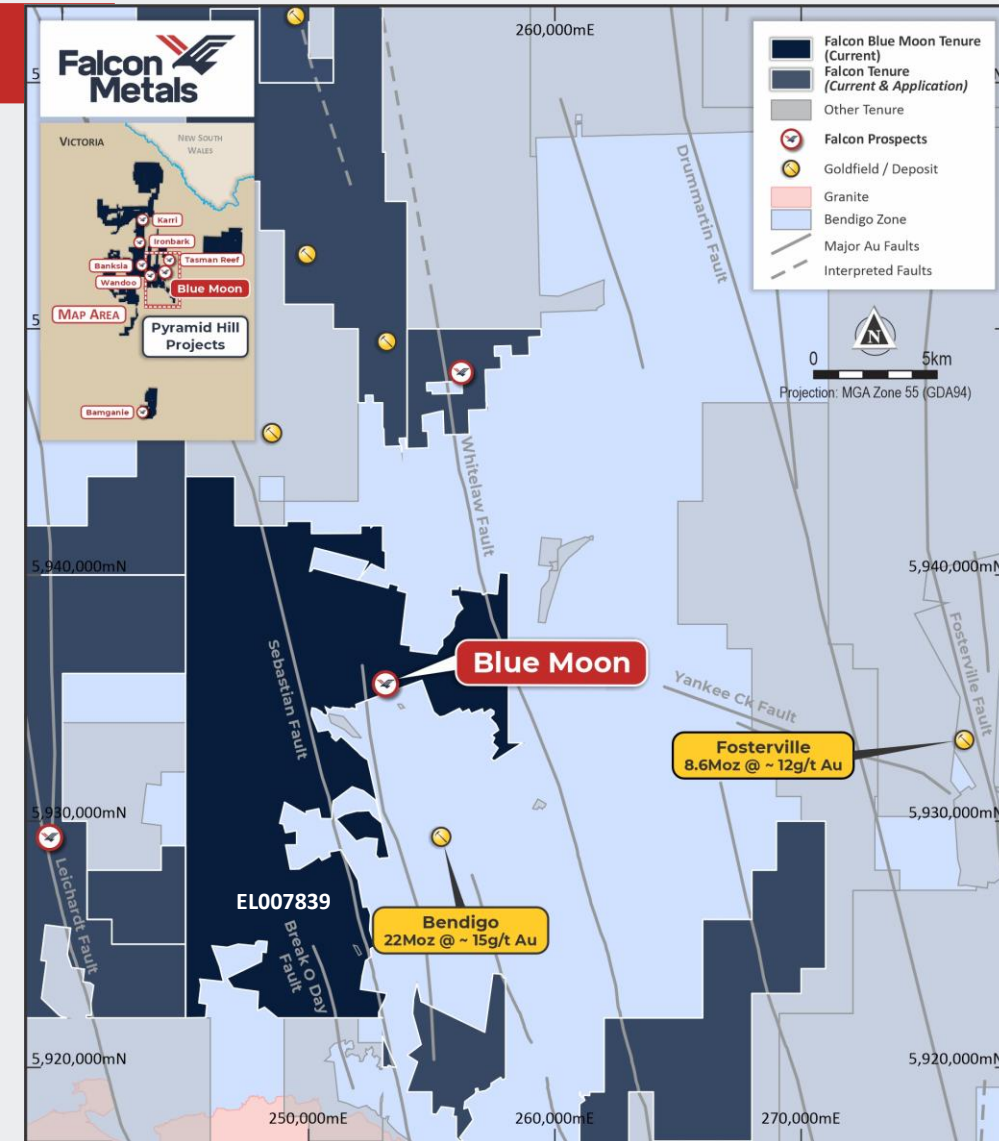 Falcon
Metals
VICTORIA
NEW SOUTH
WALES
Karri
Ironbark
Banksia
Tasman Reef
Wandoo
Blue Moon
MAP AREA
Pyramid Hill
Projects
Bamganie
260,000mE
Falcon Blue Moon Tenure
(Current)
Falcon Tenure
(Current & Application)
Other Tenure
Falcon Prospects
Goldfield / Deposit
Granite
Bendigo Zone
Major Au Faults
Interpreted Faults
N
0 5km
Projection: MGA Zone 55 (GDA94)
5
5
Drummartin Fault
Whitelaw Fault
5,940,000mN
5,940,000mN
Sebastian Fault
Blue Moon
Fosterville Fault
Yankee Ck Fault
Fosterville
8.6Moz @ ~ 12g/t Au
5,930,000mN
5,930,000mN
Leichardt Fault
EL007839
Bendigo
22Moz @ ~ 15g/t Au
Break O Day
Fault
5,920,000mN
5,920,000mN
250,000mE
260,000mE
270,000mE